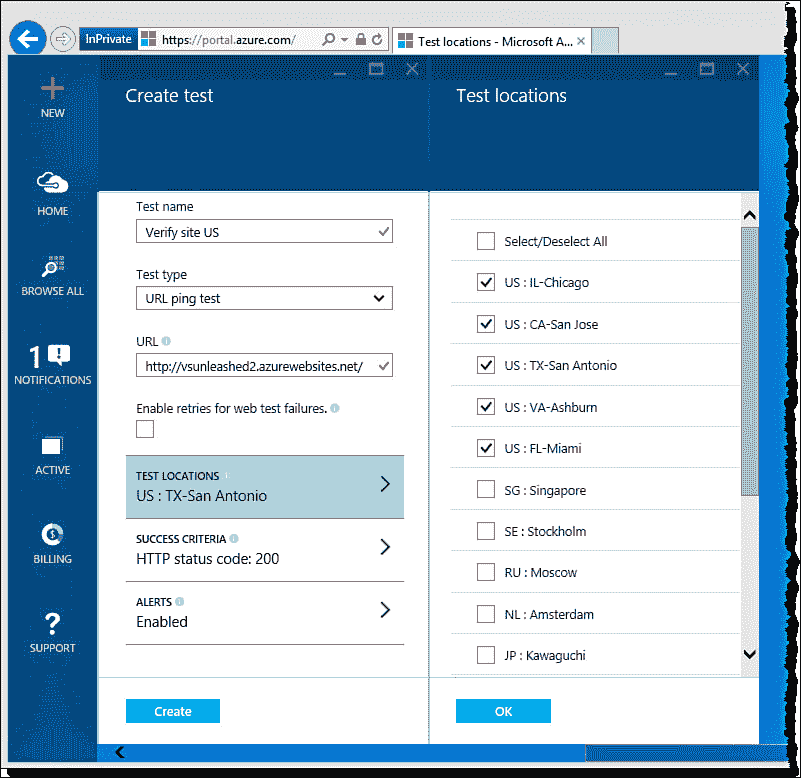 InPrivate
https://portal.azure.com/
Test locations - Microsoft A...
NEW
HOME
BROWSE ALL
1
NOTIFICATIONS
ACTIVE
BILLING
SUPPORT
Create test
Test name
Verify site US
Test type
URL ping test
URL
http://vsunleashed2.azurewebsites.net/
Enable retries for web test failures.
TEST LOCATIONS
US : TX-San Antonio
SUCCESS CRITERIA
HTTP status code: 200
ALERTS
Enabled
Create
Test locations
Select/Deselect All
US : IL-Chicago
US : CA-San Jose
US : TX-San Antonio
US : VA-Ashburn
US : FL-Miami
SG : Singapore
SE : Stockholm
RU : Moscow
NL : Amsterdam
JP : Kawaguchi
OK